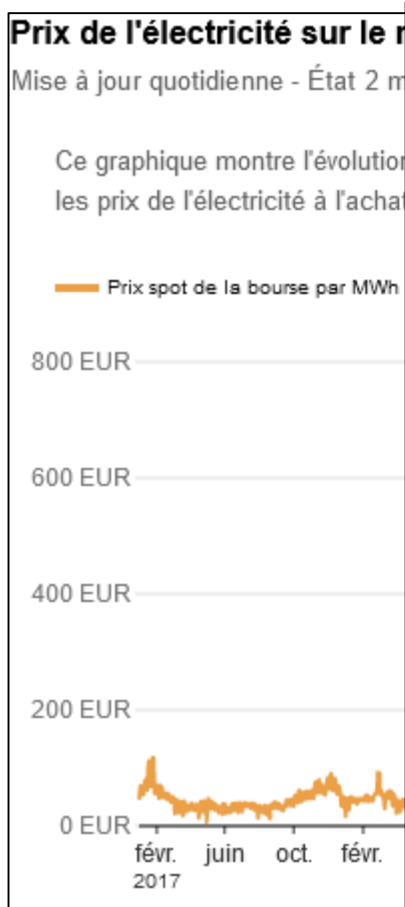 Prix de l'électricité sur le
Mise à jour quotidienne - État 2
Ce graphique montre l'évolution
les prix de l'électricité à l'achat
Prix spot de la bourse par MWh
800 EUR
600 EUR
400 EUR
200 EUR
0 EUR
févr. juin oct. févr.
2017